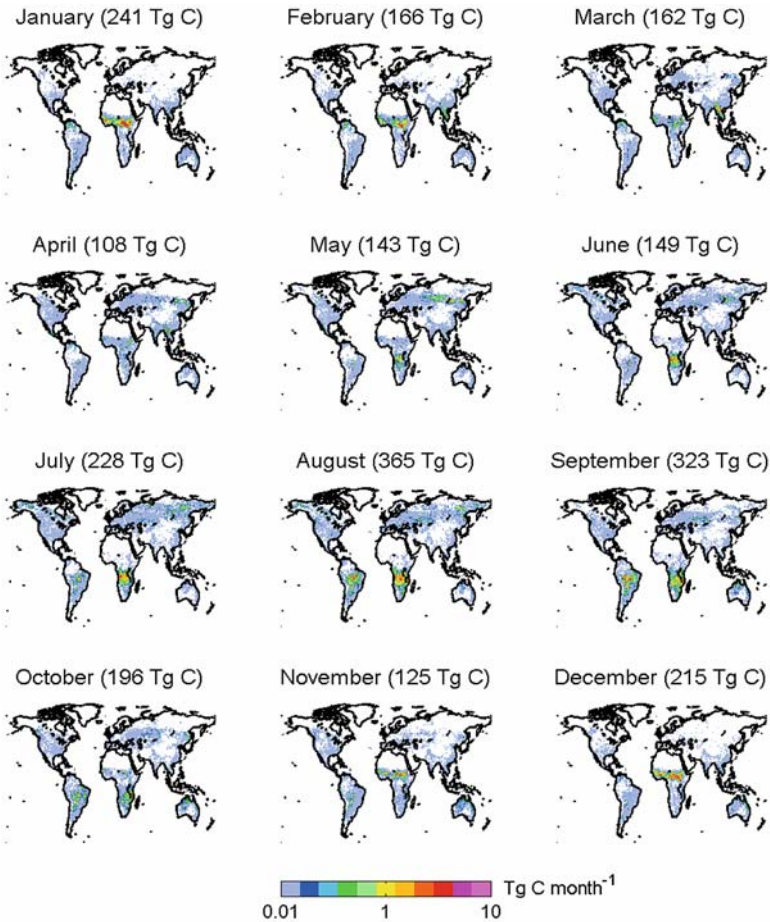 January (241 Tg C)
February (166 Tg C)
March (162 Tg C)
April (108 Tg C)
May (143 Tg C)
June (149 Tg C)
July (228 Tg C)
August (365 Tg C)
September (323 Tg C)
October (196 Tg C)
November (125 Tg C)
December (215 Tg C)
Tg C month⁻¹
0.01 1 10